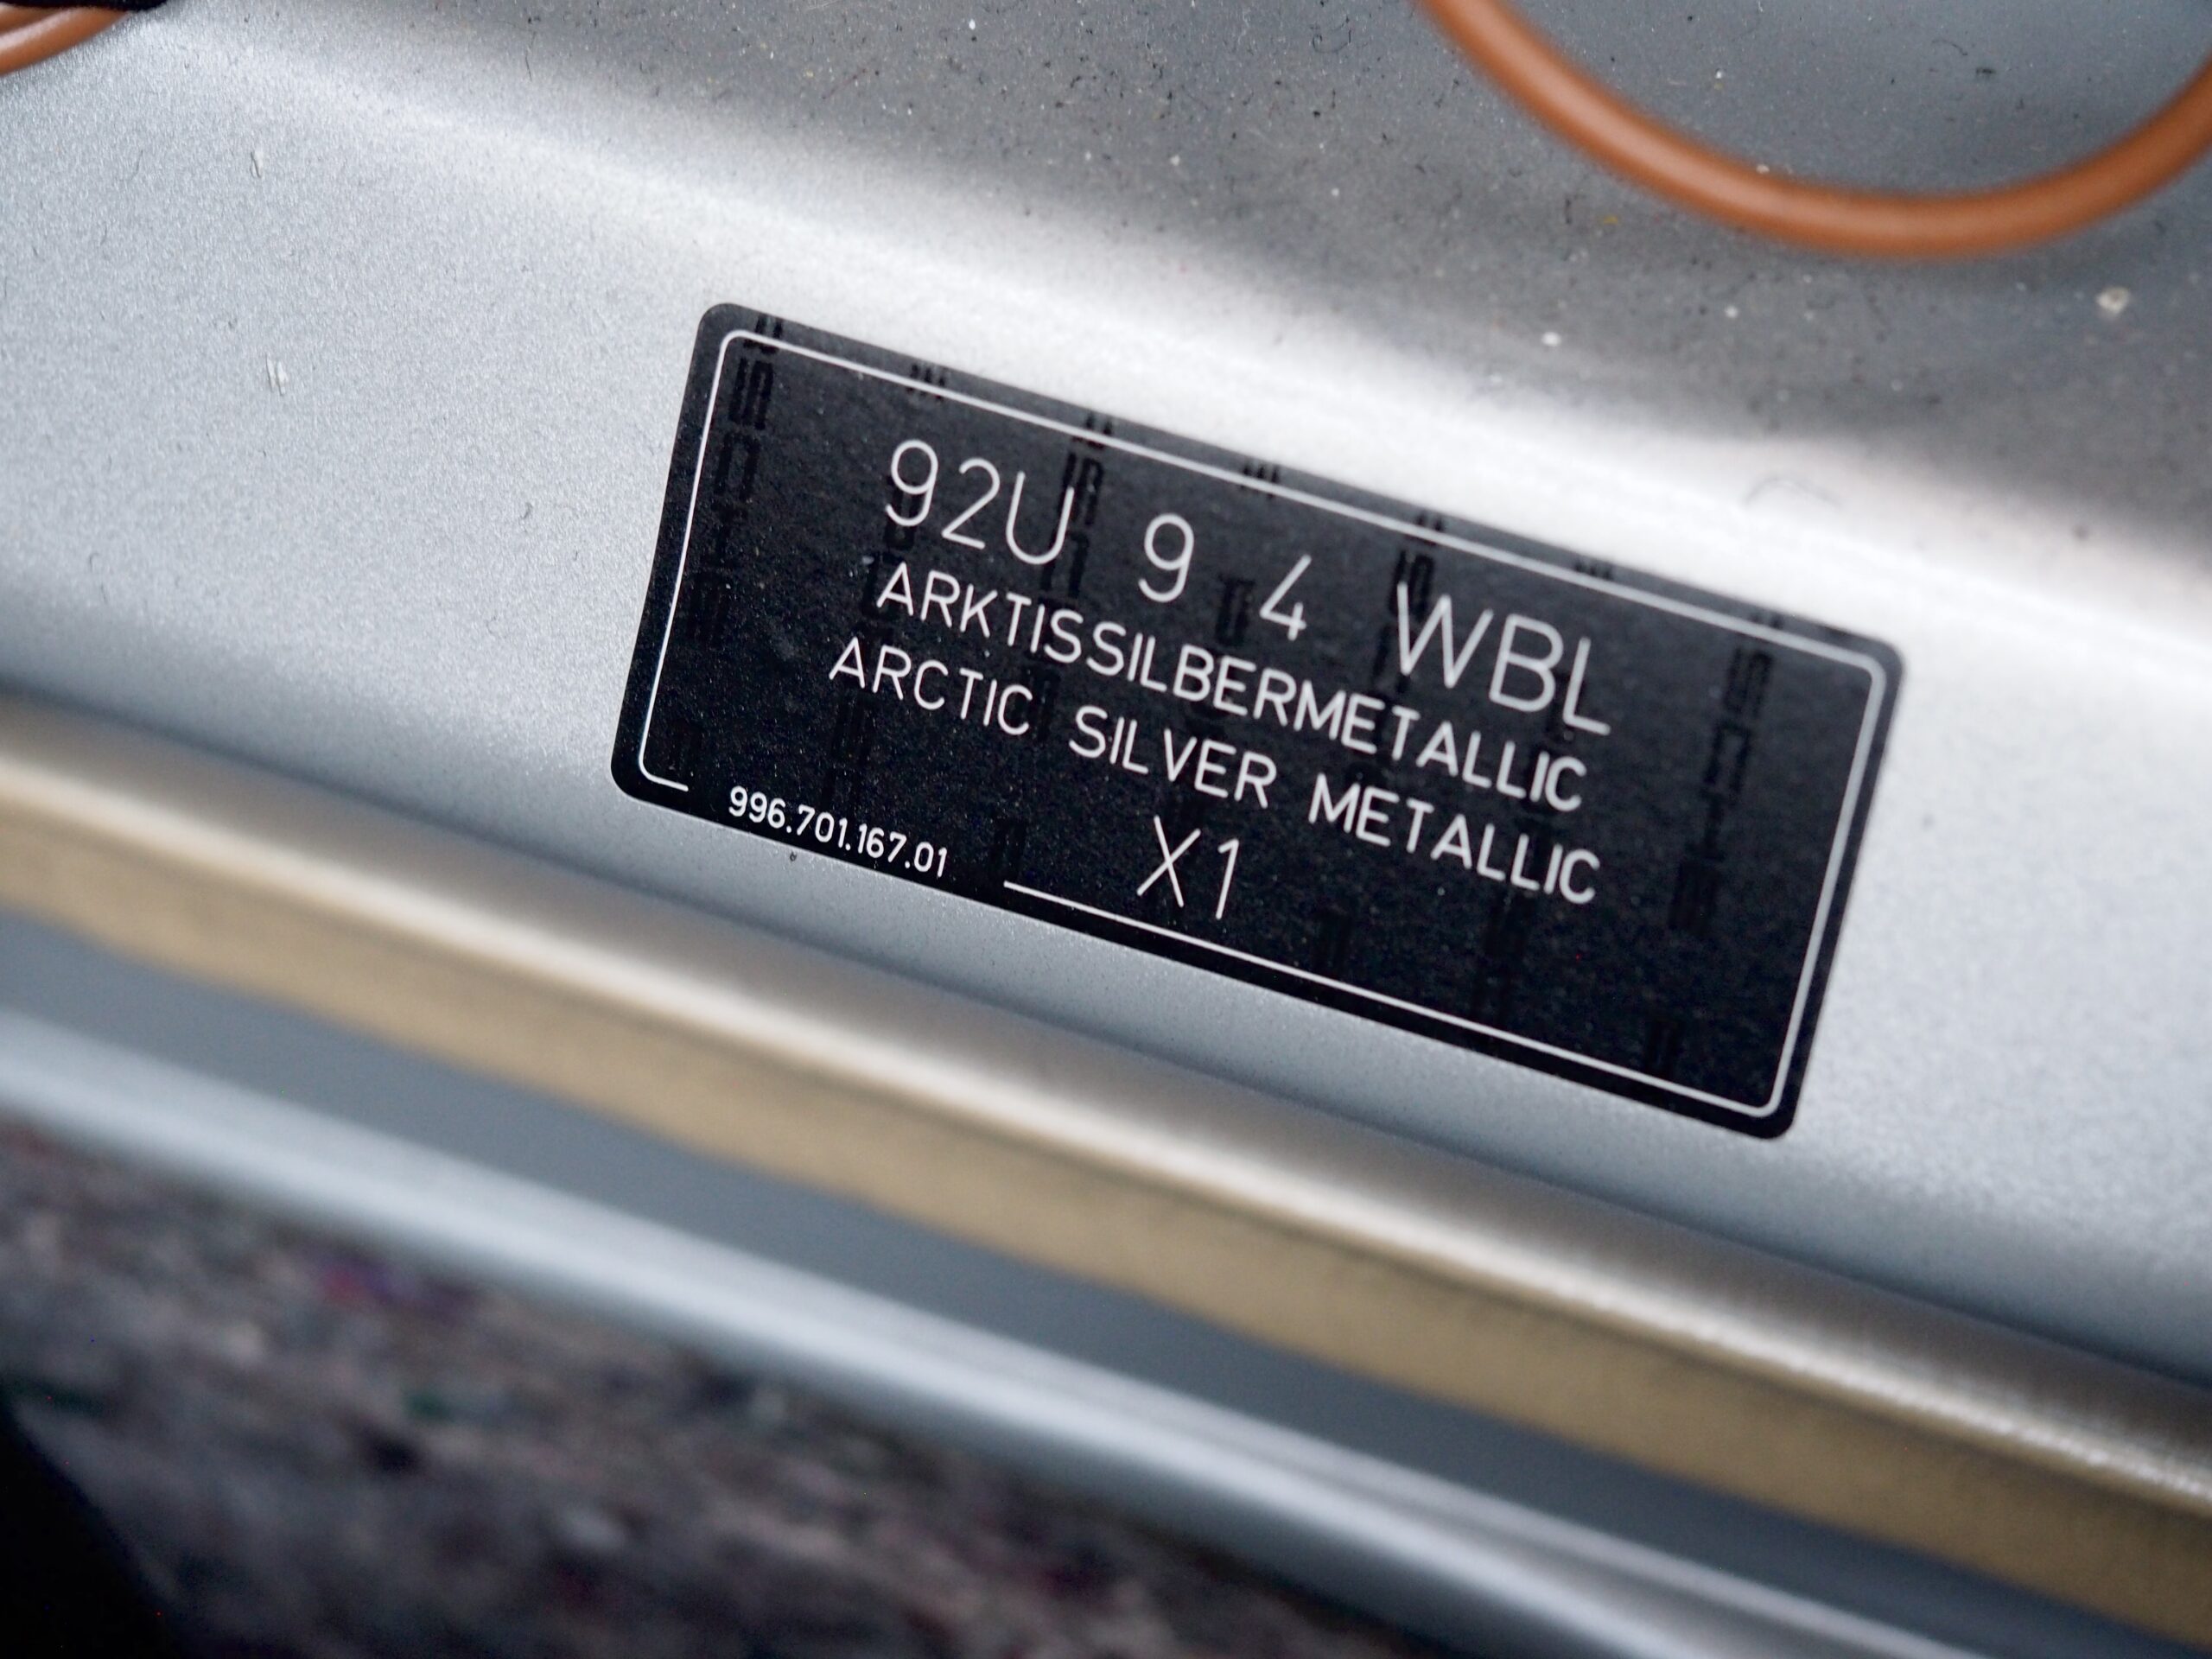 92U 9 4 WBL
ARKTISSILBERMETALLIC
ARCTIC SILVER METALLIC
996.701.167.01
X1